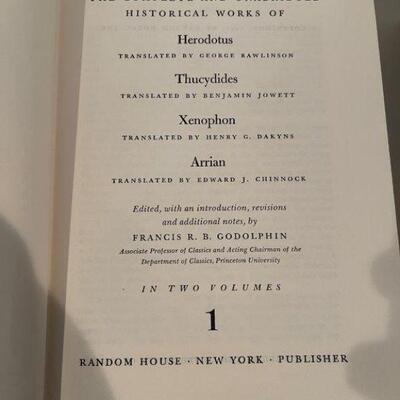 HISTORICAL WORKS OF
Herodotus
TRANSLATED BY GEORGE RAWLINSON
Thucydides
TRANSLATED BY BENJAMIN JOWETT
Xenophon
TRANSLATED BY HENRY G. DAKYNS
Arrian
TRANSLATED BY EDWARD J. CHINNOCK
Edited, with an introduction, revisions
and additional notes, by
FRANCIS R. B. GODOLPHIN
Associate Professor of Classics and Acting Chairman of the
Department of Classics, Princeton University
IN TWO VOLUMES
1
RANDOM HOUSE · NEW YORK · PUBLISHER